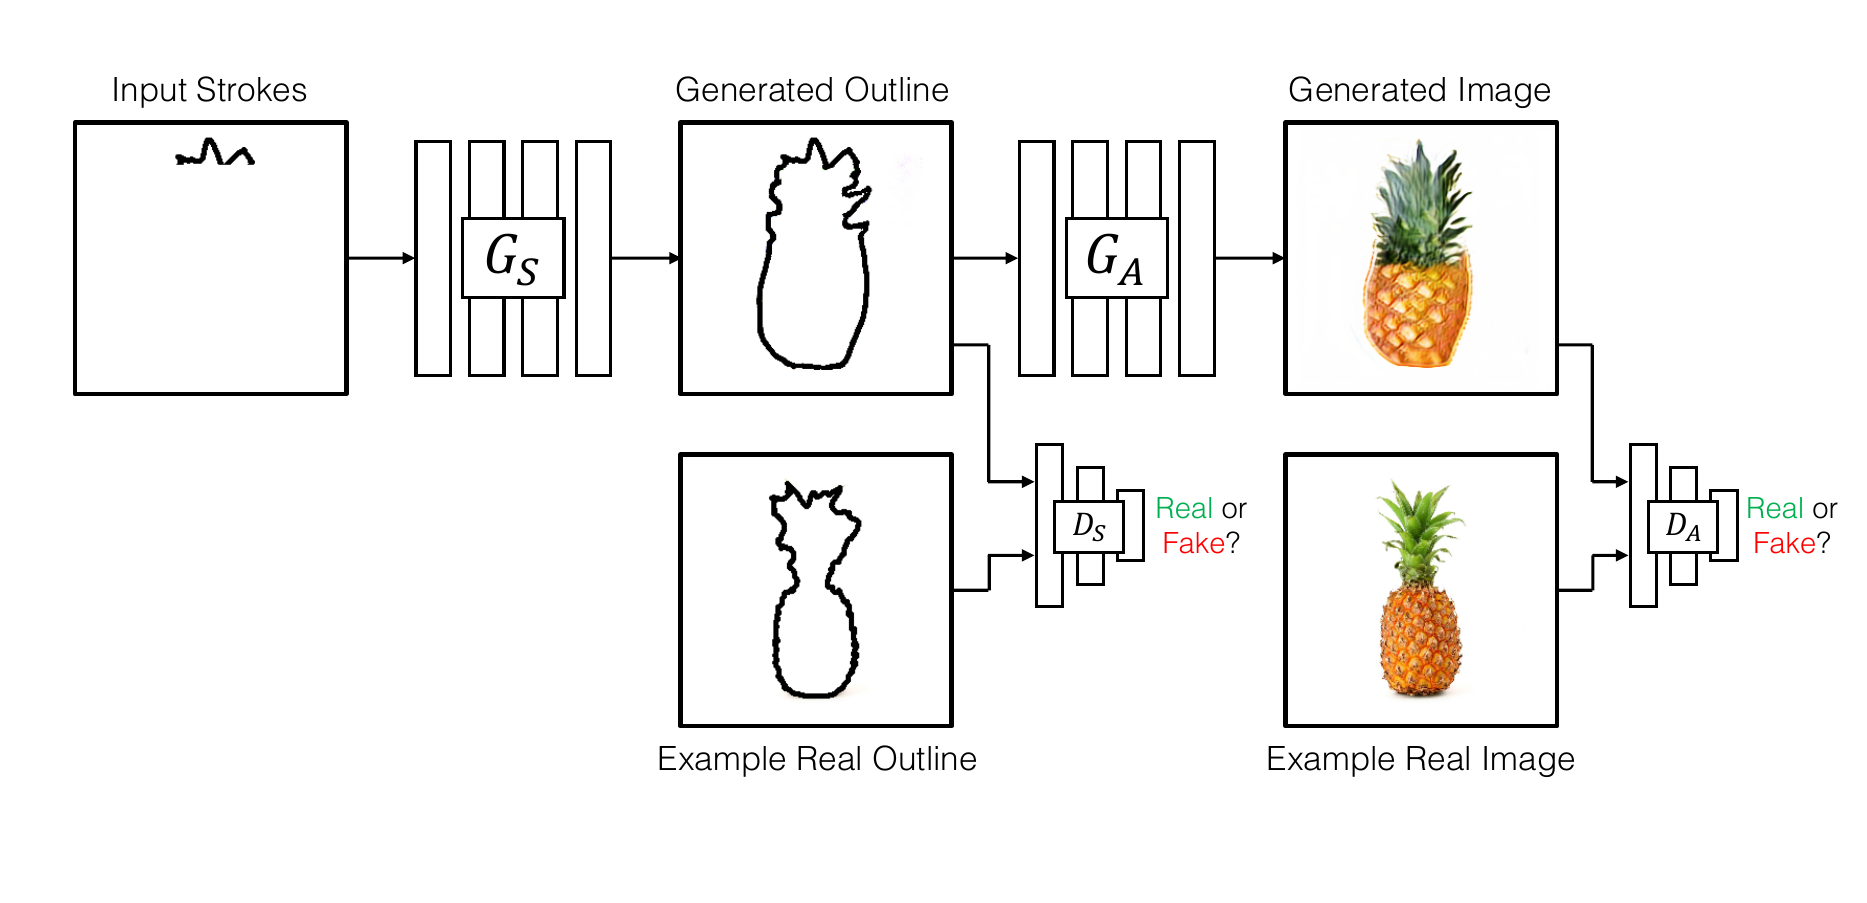 Input Strokes
Generated Outline
Generated Image
G_S
G_A
D_S
Real or
Fake?
D_A
Real or
Fake?
Example Real Outline
Example Real Image